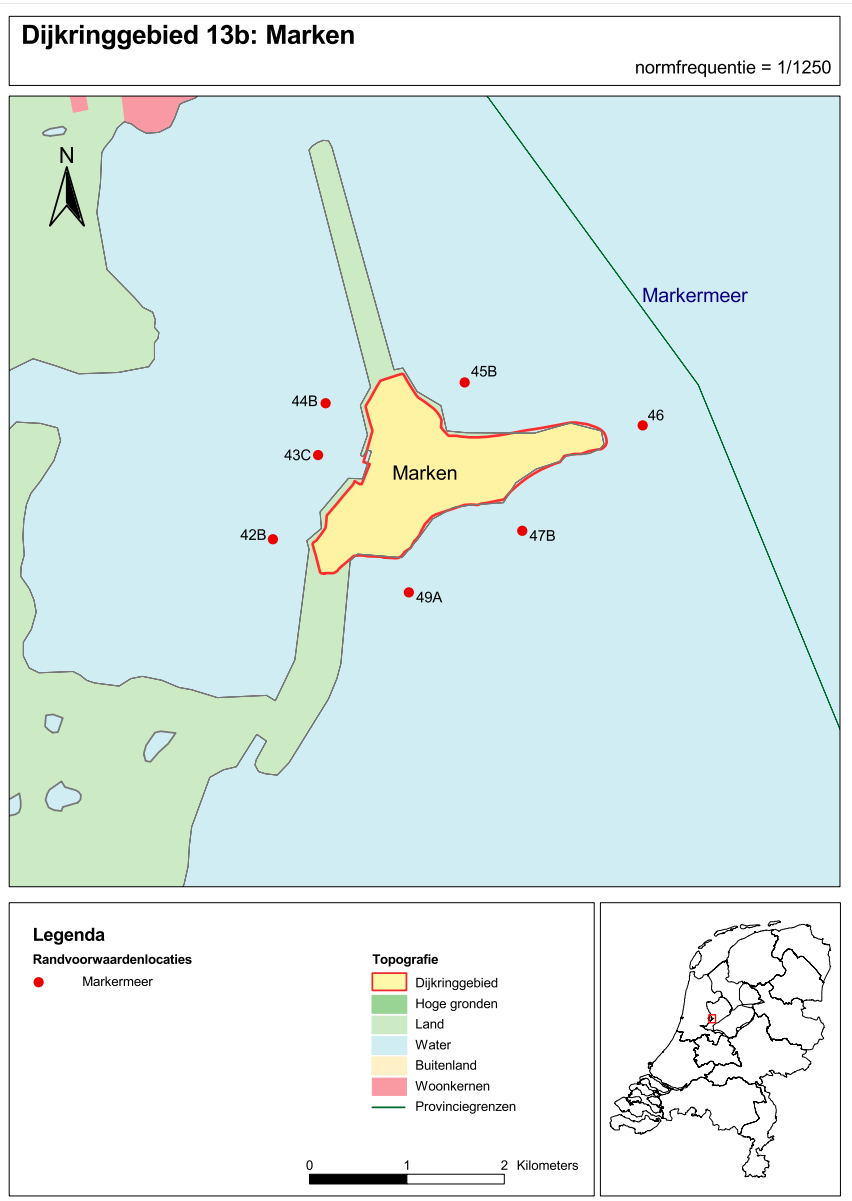 Dijkringgebied 13b: Marken
normfrequentie = 1/1250
N
Markermeer
45B
44B
46
43C
Marken
42B
47B
49A
Legenda
Randvoorwaardenlocaties
Markermeer
Topografie
Dijkringgebied
Hoge gronden
Land
Water
Buitenland
Woonkernen
Provinciegrenzen
0 1 2 Kilometers